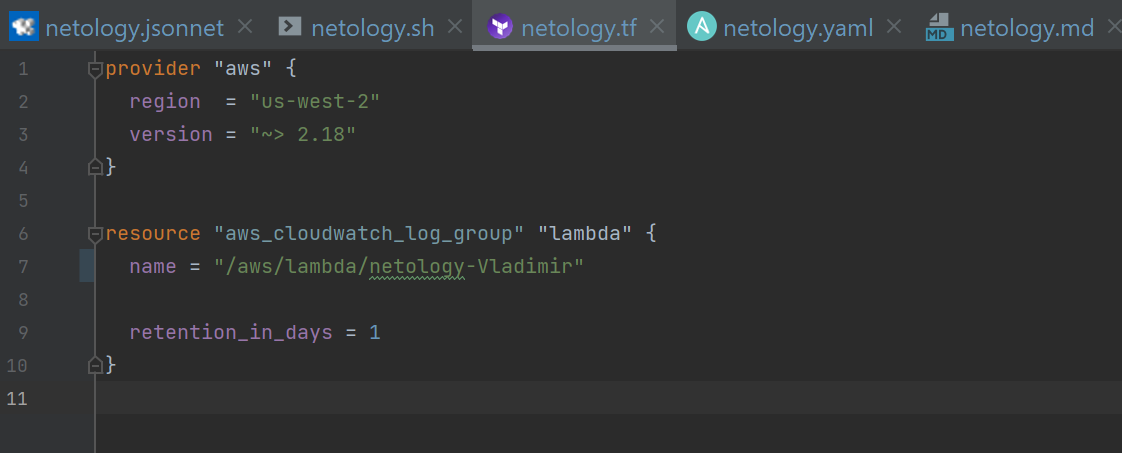 netology.jsonnet netology.sh netology.tf netology.yaml netology.md
1 provider "aws" {
2   region  = "us-west-2"
3   version = "~> 2.18"
4 }
5
6 resource "aws_cloudwatch_log_group" "lambda" {
7   name = "/aws/lambda/netology-Vladimir"
8
9   retention_in_days = 1
10 }
11